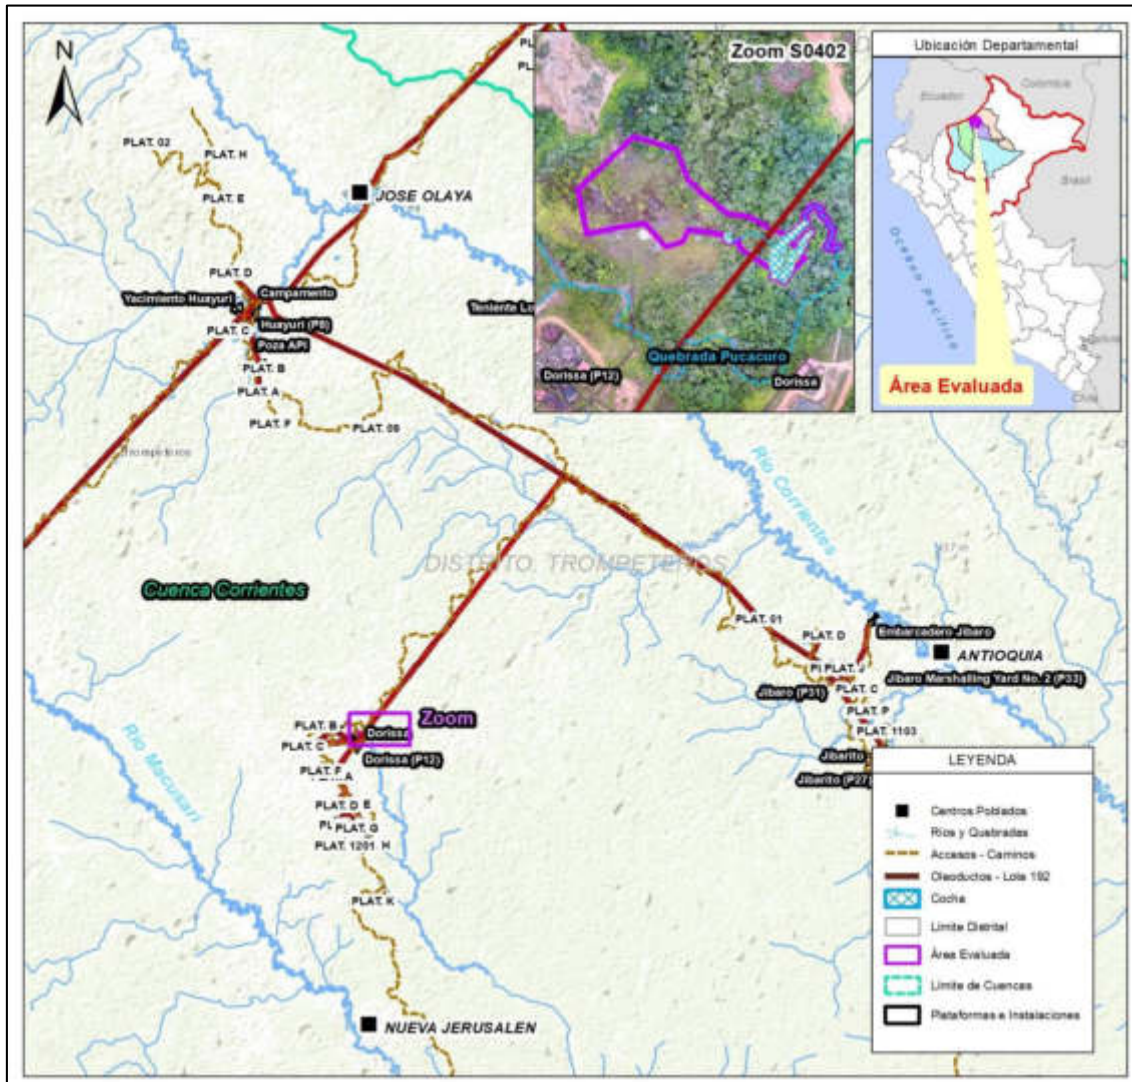 N
Zoom S0402
Quebrada Pucacuro
Dorissa (P12)
Dorissa
Ubicación Departamental
Ecuador
Colombia
Brasil
Océano Pacífico
Chile
Área Evaluada
PLAT. 02
PLAT. H
PLAT. E
JOSE OLAYA
PLAT. D
Yacimiento Huayuri
Campamento
Huayuri (P8)
PLAT. C
Poza API
PLAT. B
PLAT. A
PLAT. F
PLAT. 09
Trompeteros
Teniente Lo
Río Corrientes
DISTRITO TROMPETEROS
Cuenca Corrientes
PLAT. 01
PLAT. D
Embarcadero Jibaro
ANTIOQUIA
PLAT. J
Jibaro (P31)
Jibaro Marshalling Yard No. 2 (P33)
PLAT. C
PLAT. P
PLAT. 1103
Jibarito
Jibarito (P27)
Zoom
PLAT. B
Dorissa
PLAT. C
Dorissa (P12)
PLAT. F
PLAT. D
E
PLAT. G
PLAT. 1201
H
PLAT. K
Río Macusari
NUEVA JERUSALEN
LEYENDA
Centros Poblados
Ríos y Quebradas
Accesos - Caminos
Oleoductos - Lote 192
Cocha
Límite Distrital
Área Evaluada
Límite de Cuencas
Plataformas e Instalaciones